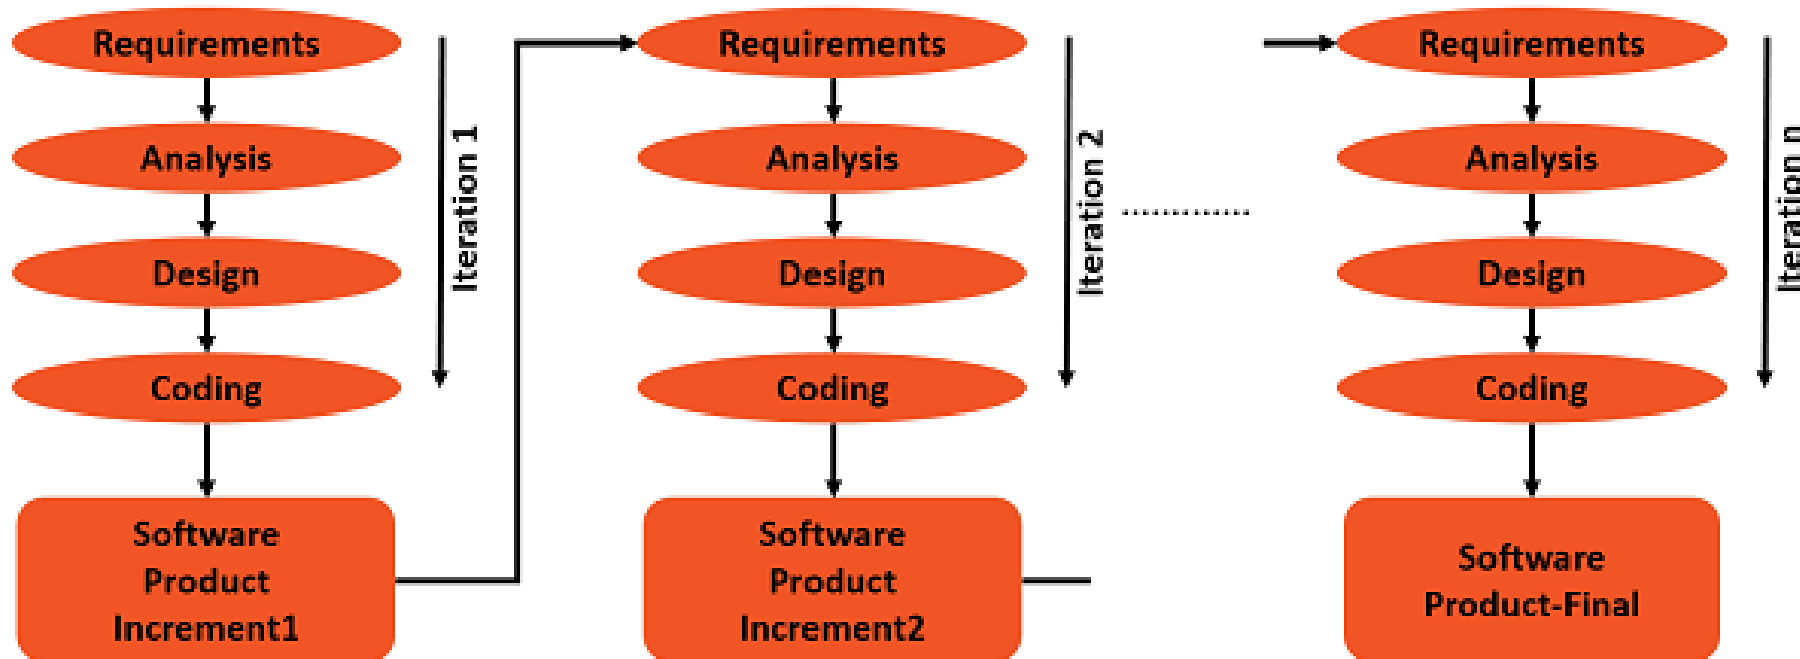 Requirements
Analysis
Design
Coding
Software
Product
Increment1
Iteration 1
Requirements
Analysis
Design
Coding
Software
Product
Increment2
Iteration 2
............
Requirements
Analysis
Design
Coding
Software
Product-Final
Iteration n